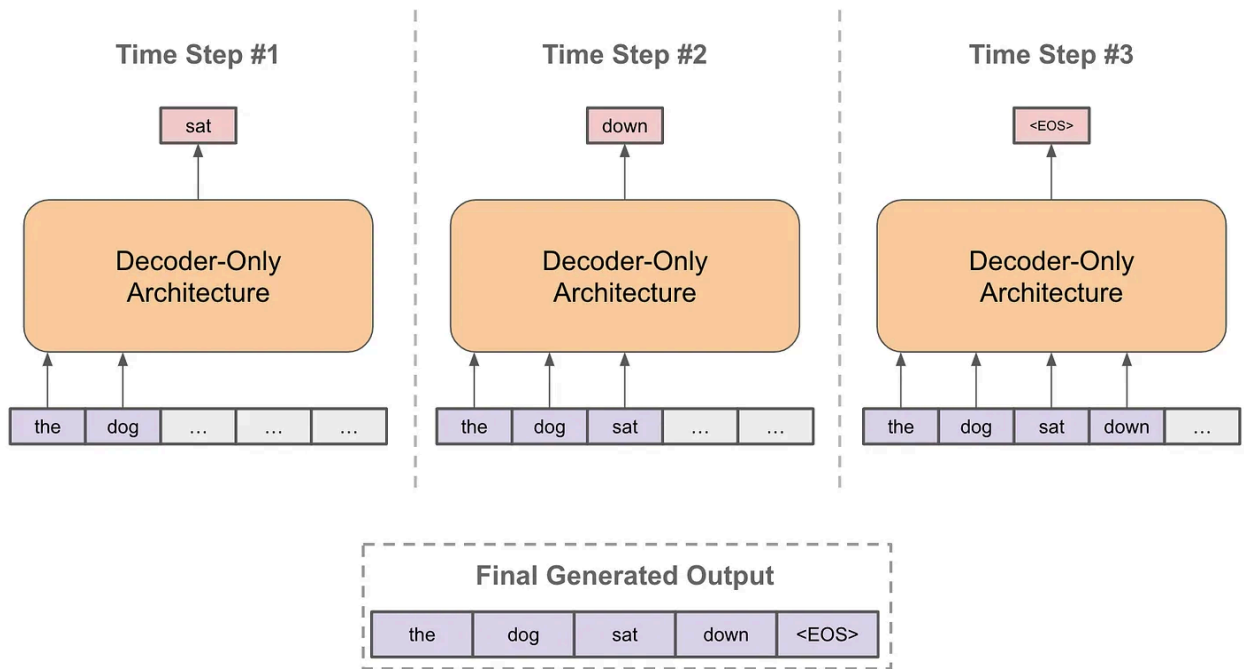 Time Step #1
Time Step #2
Time Step #3
sat
down
<EOS>
Decoder-Only
Architecture
Decoder-Only
Architecture
Decoder-Only
Architecture
the dog ... ... ...
the dog sat ... ...
the dog sat down ...
Final Generated Output
the dog sat down <EOS>